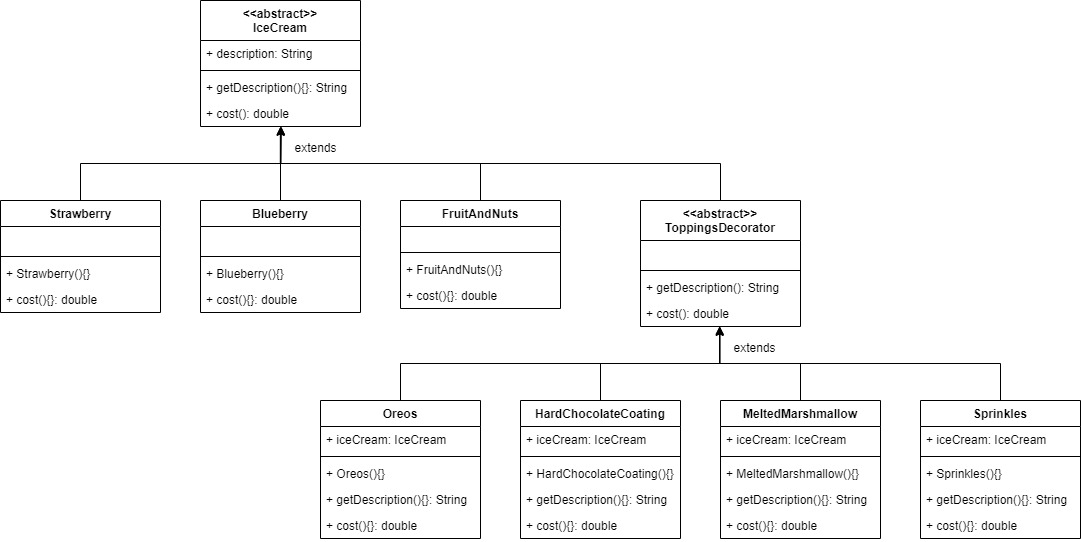 <<abstract>>
IceCream
+ description: String
+ getDescription(){}: String
+ cost(): double
extends
Strawberry
+ Strawberry(){}
+ cost(){}: double
Blueberry
+ Blueberry(){}
+ cost(){}: double
FruitAndNuts
+ FruitAndNuts(){}
+ cost(){}: double
<<abstract>>
ToppingsDecorator
+ getDescription(): String
+ cost(): double
extends
Oreos
+ iceCream: IceCream
+ Oreos(){}
+ getDescription(){}: String
+ cost(){}: double
HardChocolateCoating
+ iceCream: IceCream
+ HardChocolateCoating(){}
+ getDescription(){}: String
+ cost(){}: double
MeltedMarshmallow
+ iceCream: IceCream
+ MeltedMarshmallow(){}
+ getDescription(){}: String
+ cost(){}: double
Sprinkles
+ iceCream: IceCream
+ Sprinkles(){}
+ getDescription(){}: String
+ cost(){}: double